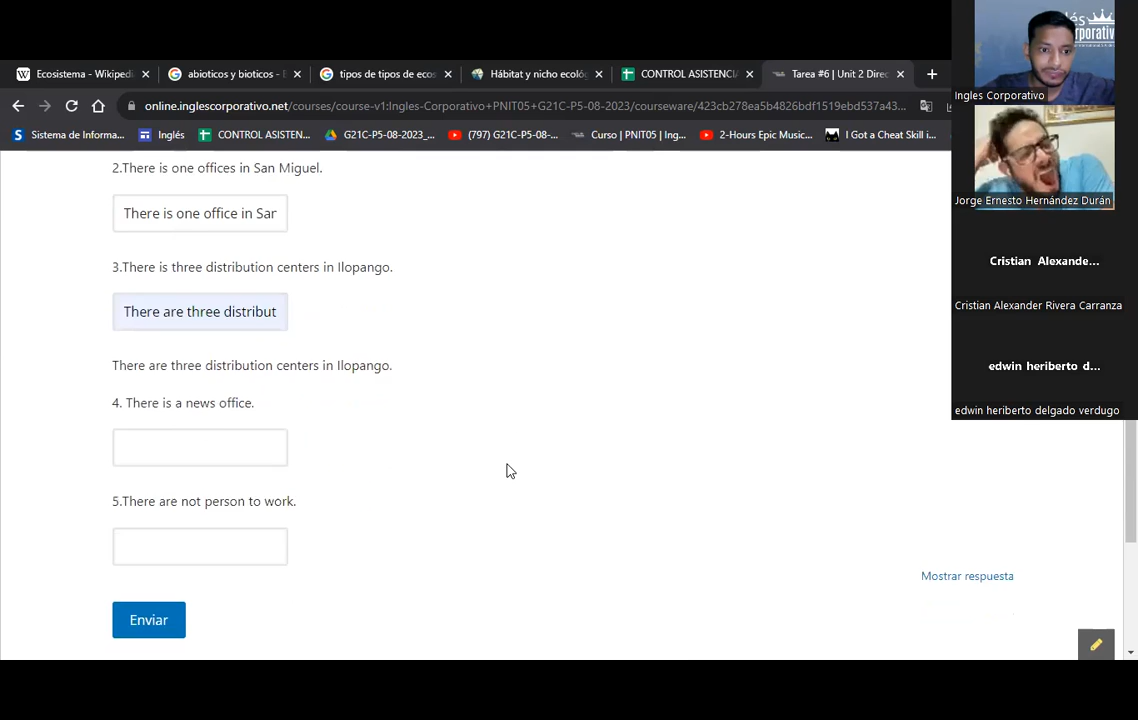 Ecosistema - Wikiped
abioticos y bioticos -
tipos de tipos de ecos
Hábitat y nicho ecoló
CONTROL ASISTENCI
Tarea #6 | Unit 2 Direc
online.inglescorporativo.net/courses/course-v1:Ingles-Corporativo+PNIT05+G21C-P5-08-2023/courseware/423cb278ea5b4826bdf1519ebd537a43...
Sistema de Informa...
Inglés
CONTROL ASISTEN...
G21C-P5-08-2023_...
(797) G21C-P5-08-...
Curso | PNIT05 | Ing...
2-Hours Epic Music...
I Got a Cheat Skill i...
2.There is one offices in San Miguel.
There is one office in Sar
3.There is three distribution centers in Ilopango.
There are three distribut
There are three distribution centers in Ilopango.
4. There is a news office.
5.There are not person to work.
Mostrar respuesta
Enviar
Ingles Corporativo
Jorge Ernesto Hernández Durán
Cristian Alexande...
Cristian Alexander Rivera Carranza
edwin heriberto d...
edwin heriberto delgado verdugo